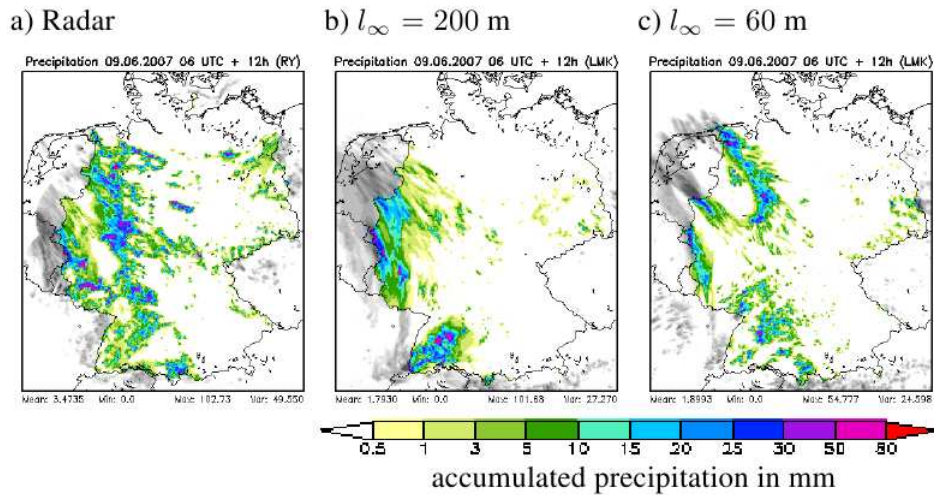 a) Radar
b) l∞ = 200 m
c) l∞ = 60 m
Precipitation 09.06.2007 06 UTC + 12h (RY)
Precipitation 09.06.2007 06 UTC + 12h (LMK)
Precipitation 09.06.2007 06 UTC + 12h (LMK)
Mean: 3.4735 Min: 0.0 Max: 102.73 Var: 49.550
Mean: 1.7930 Min: 0.0 Max: 101.68 Var: 27.270
Mean: 1.8993 Min: 0.0 Max: 54.777 Var: 24.598
0.5 1 3 5 10 15 20 25 30 50 80
accumulated precipitation in mm